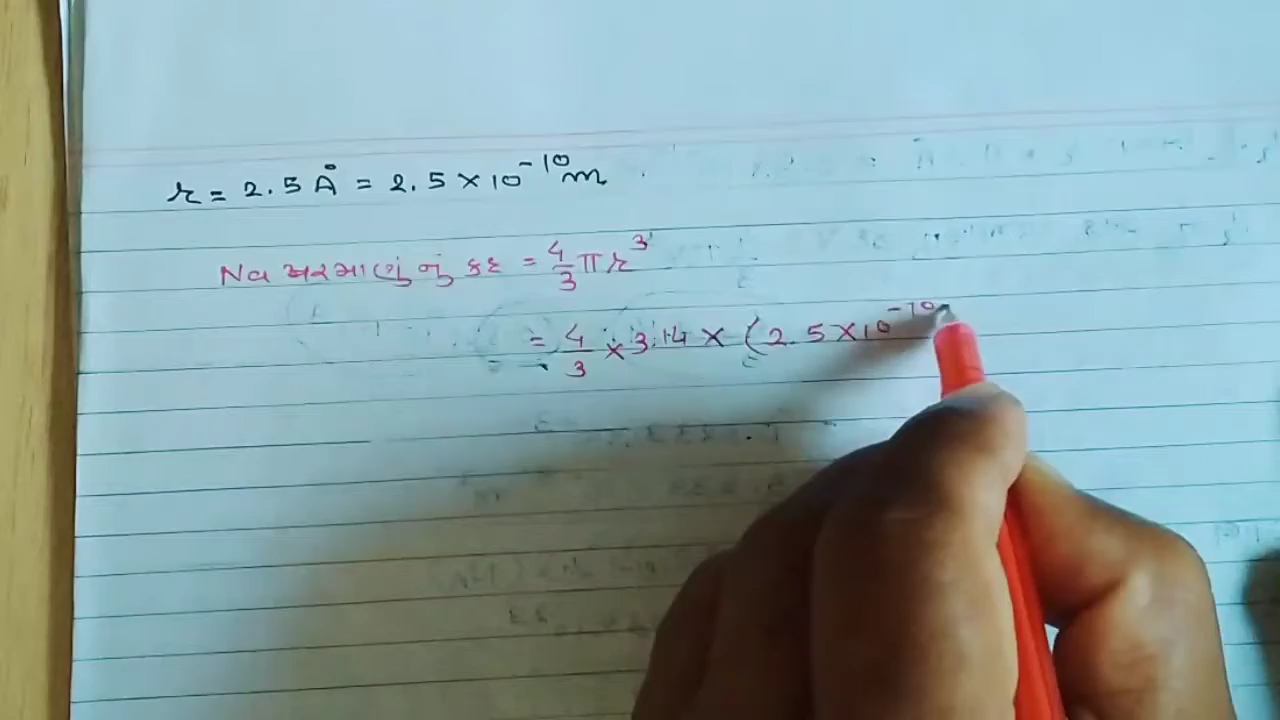 r = 2.5 Å = 2.5 × 10⁻¹⁰ m
Na પરમાણુનું કદ = 4/3 π r³
= 4/3 × 3.14 × (2.5 × 10⁻¹⁰